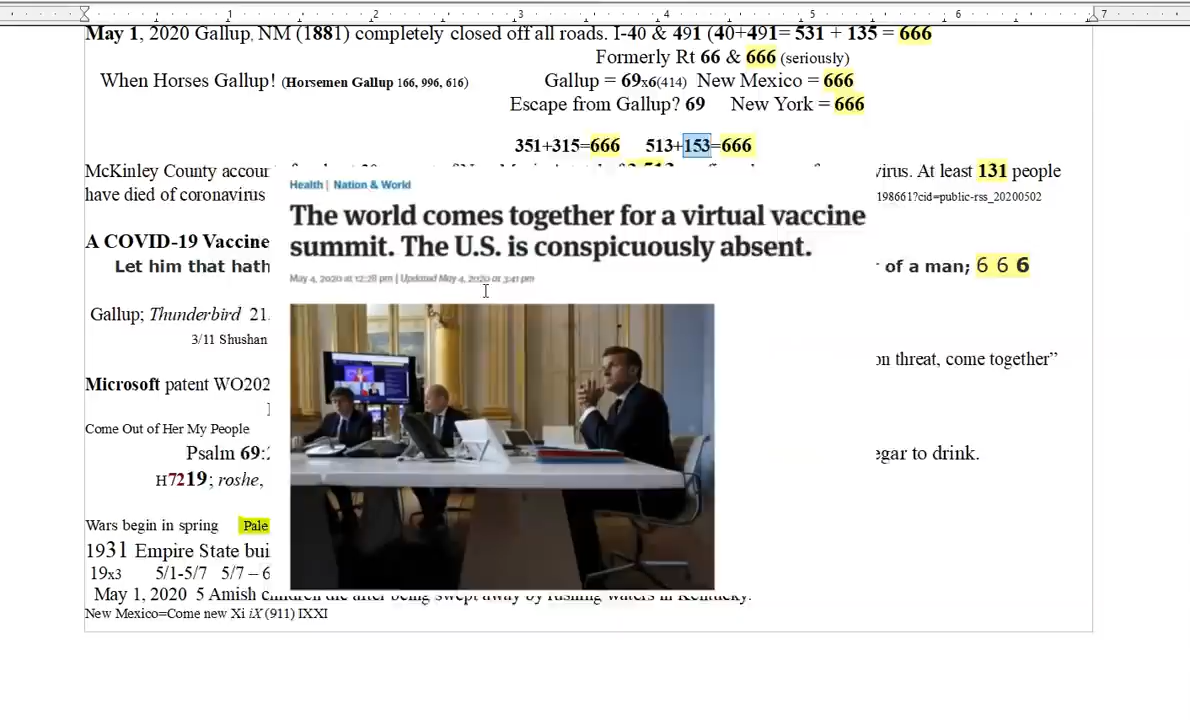 1 2 3 4 5 6 7
May 1, 2020 Gallup, NM (1881) completely closed off all roads. I-40 & 491 (40+491= 531 + 135 = 666
Formerly Rt 66 & 666 (seriously)
When Horses Gallup! (Horsemen Gallup 166, 996, 616) Gallup = 69x6(414) New Mexico = 666
Escape from Gallup? 69 New York = 666
351+315=666 513+153=666
McKinley County accour virus. At least 131 people
have died of coronavirus 198661?cid=public-rss_20200502
Health | Nation & World
The world comes together for a virtual vaccine
summit. The U.S. is conspicuously absent.
May 4, 2020 at 12:28 pm | Updated May 4, 2020 at 3:41 pm
A COVID-19 Vaccine
Let him that hath of a man; 6 6 6
Gallup; Thunderbird 21
3/11 Shushan
on threat, come together”
Microsoft patent WO202
Come Out of Her My People
Psalm 69: egar to drink.
H7219; roshe,
Wars begin in spring Pale
1931 Empire State bui
19x3 5/1-5/7 5/7 – 6
May 1, 2020 5 Amish children die after being swept away by rushing waters in Kentucky.
New Mexico=Come new Xi iX (911) IXXI